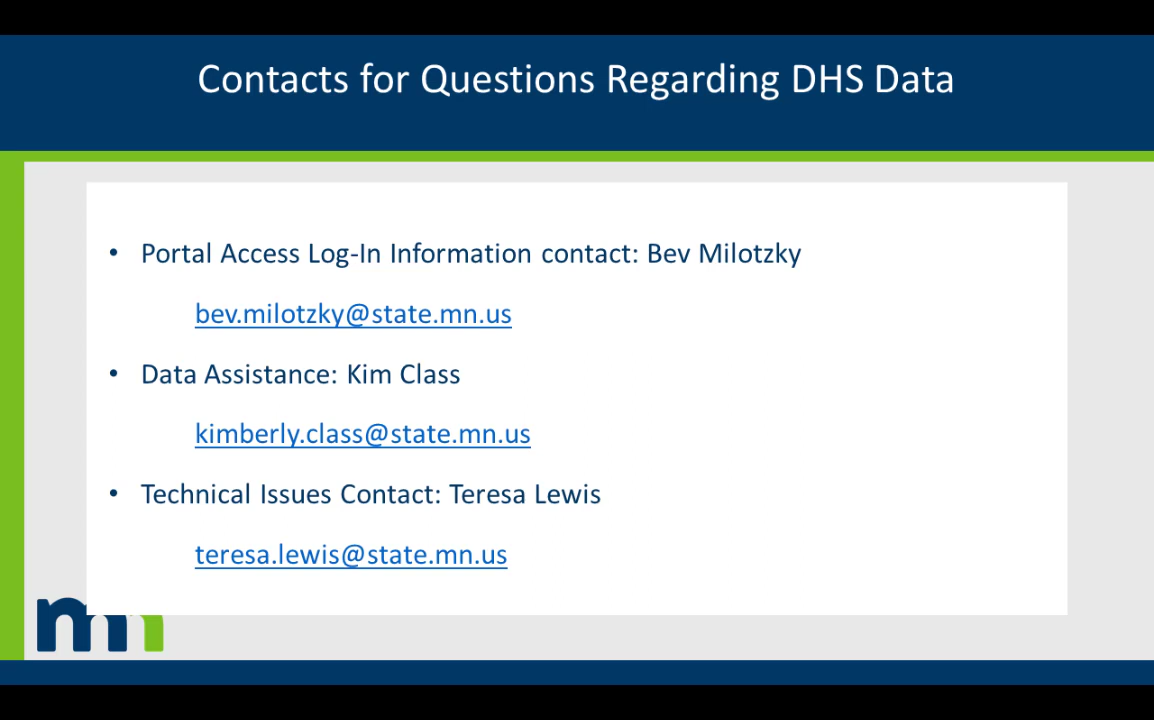 Contacts for Questions Regarding DHS Data
• Portal Access Log-In Information contact: Bev Milotzky
bev.milotzky@state.mn.us
• Data Assistance: Kim Class
kimberly.class@state.mn.us
• Technical Issues Contact: Teresa Lewis
teresa.lewis@state.mn.us
mn